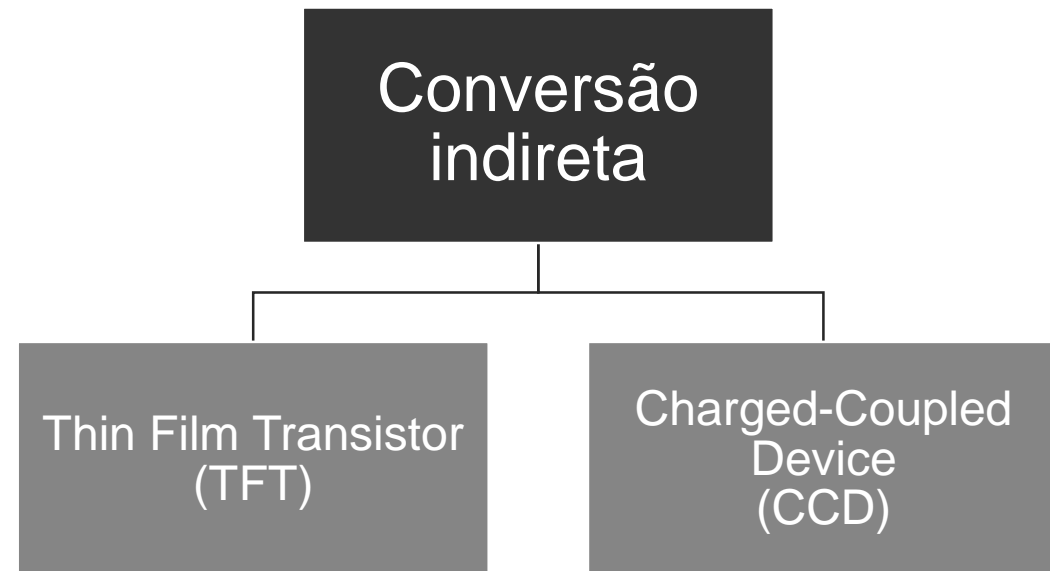 Conversão
indireta
Thin Film Transistor
(TFT)
Charged-Coupled
Device
(CCD)